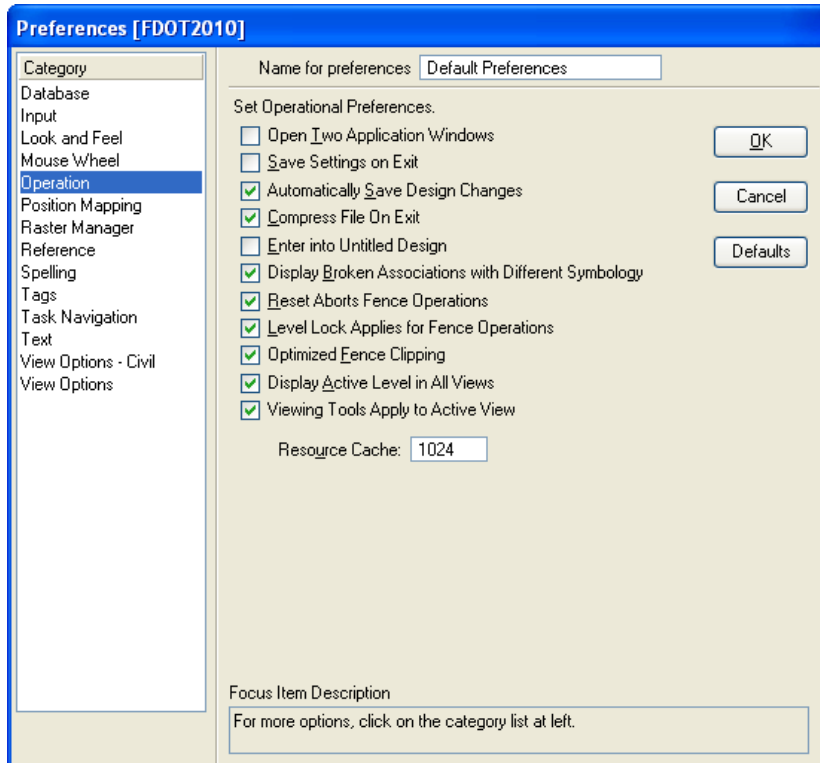 Preferences [FDOT2010]
Category
Database
Input
Look and Feel
Mouse Wheel
Operation
Position Mapping
Raster Manager
Reference
Spelling
Tags
Task Navigation
Text
View Options - Civil
View Options
Name for preferences Default Preferences
Set Operational Preferences.
Open Two Application Windows
Save Settings on Exit
Automatically Save Design Changes
Compress File On Exit
Enter into Untitled Design
Display Broken Associations with Different Symbology
Reset Aborts Fence Operations
Level Lock Applies for Fence Operations
Optimized Fence Clipping
Display Active Level in All Views
Viewing Tools Apply to Active View
Resource Cache: 1024
OK
Cancel
Defaults
Focus Item Description
For more options, click on the category list at left.